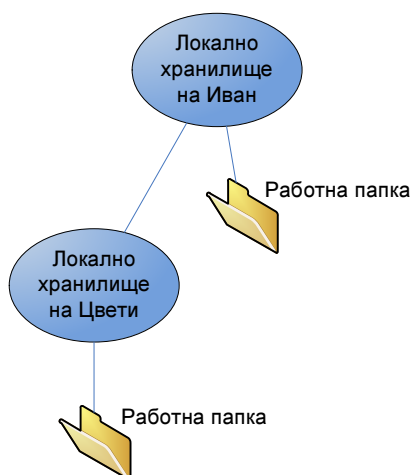 Локално
хранилище
на Иван
Работна папка
Локално
хранилище
на Цвети
Работна папка